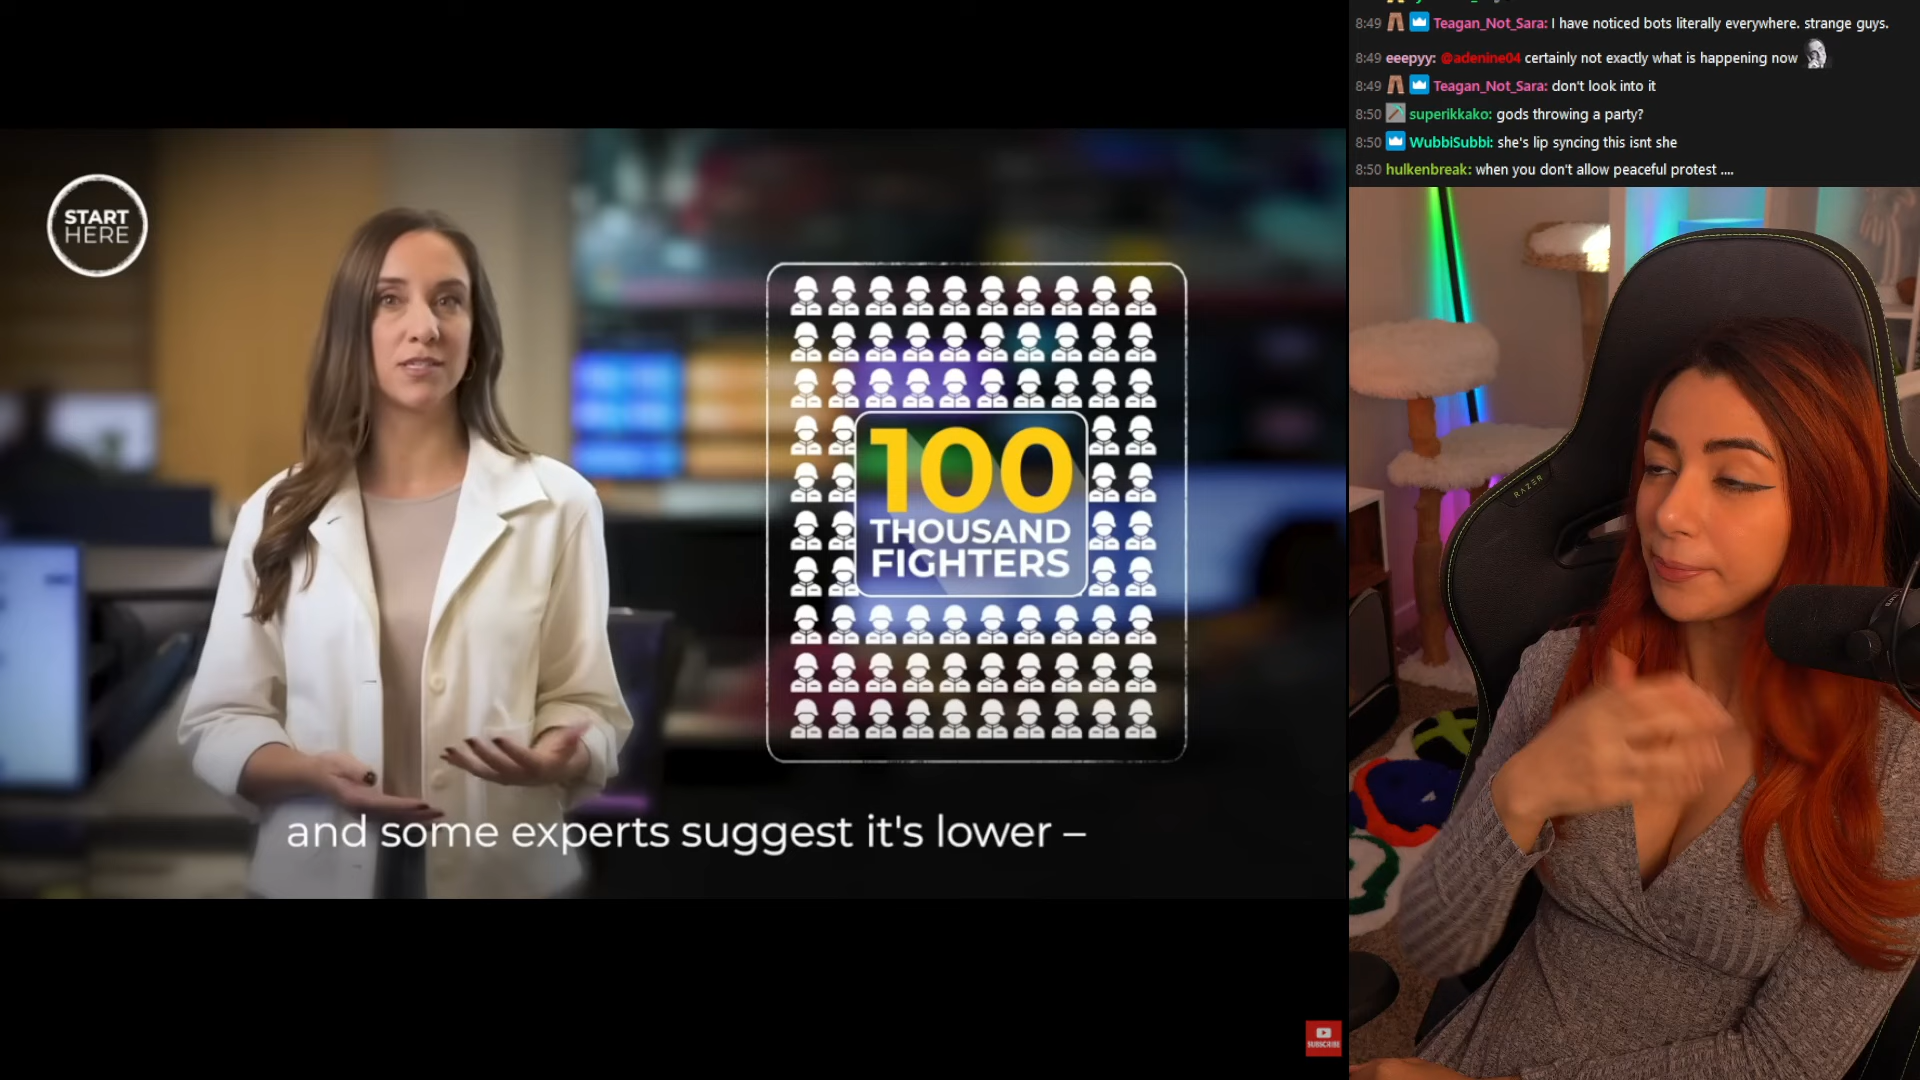 START
HERE
100
THOUSAND
FIGHTERS
and some experts suggest it's lower –
SUBSCRIBE
8:49 Teagan_Not_Sara: I have noticed bots literally everywhere. strange guys.
8:49 eeepyy: @adenine04 certainly not exactly what is happening now
8:49 Teagan_Not_Sara: don't look into it
8:50 superikkako: gods throwing a party?
8:50 WubbiSubbi: she's lip syncing this isnt she
8:50 hulkenbreak: when you don't allow peaceful protest ....
RAZER